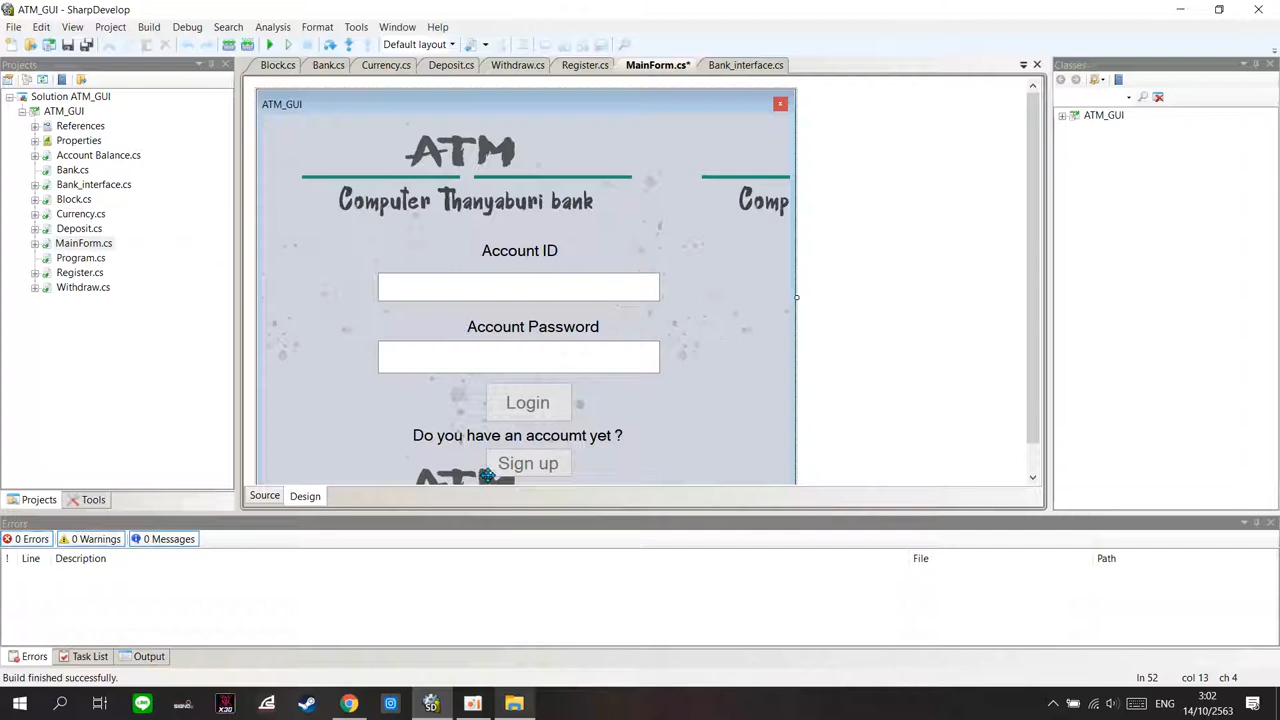 ATM_GUI - SharpDevelop
File Edit View Project Build Debug Search Analysis Format Tools Window Help
Default layout
Projects
Block.cs Bank.cs Currency.cs Deposit.cs Withdraw.cs Register.cs MainForm.cs* Bank_interface.cs
Classes
Solution ATM_GUI
ATM_GUI
References
Properties
Account Balance.cs
Bank.cs
Bank_interface.cs
Block.cs
Currency.cs
Deposit.cs
MainForm.cs
Program.cs
Register.cs
Withdraw.cs
ATM_GUI
ATM
Computer Thanyaburi bank
Comp
Account ID
Account Password
Login
Do you have an accoumt yet ?
Sign up
ATM
ATM_GUI
Projects Tools
Source Design
Errors
0 Errors 0 Warnings 0 Messages
! Line Description File Path
Errors Task List Output
Build finished successfully.
ln 52 col 13 ch 4
ENG
3:02
14/10/2563